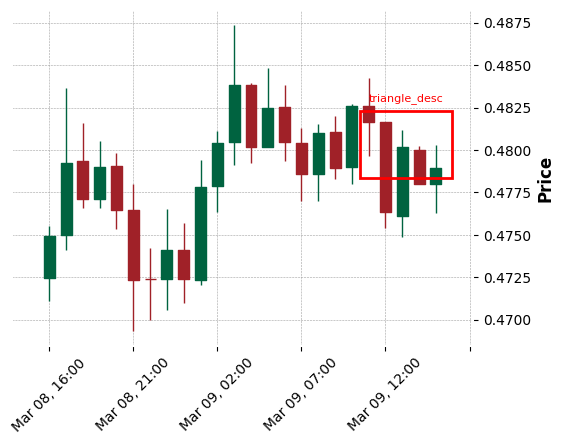 0.4875
0.4850
0.4825
0.4800
0.4775
0.4750
0.4725
0.4700
Price
triangle_desc
Mar 08, 16:00
Mar 08, 21:00
Mar 09, 02:00
Mar 09, 07:00
Mar 09, 12:00